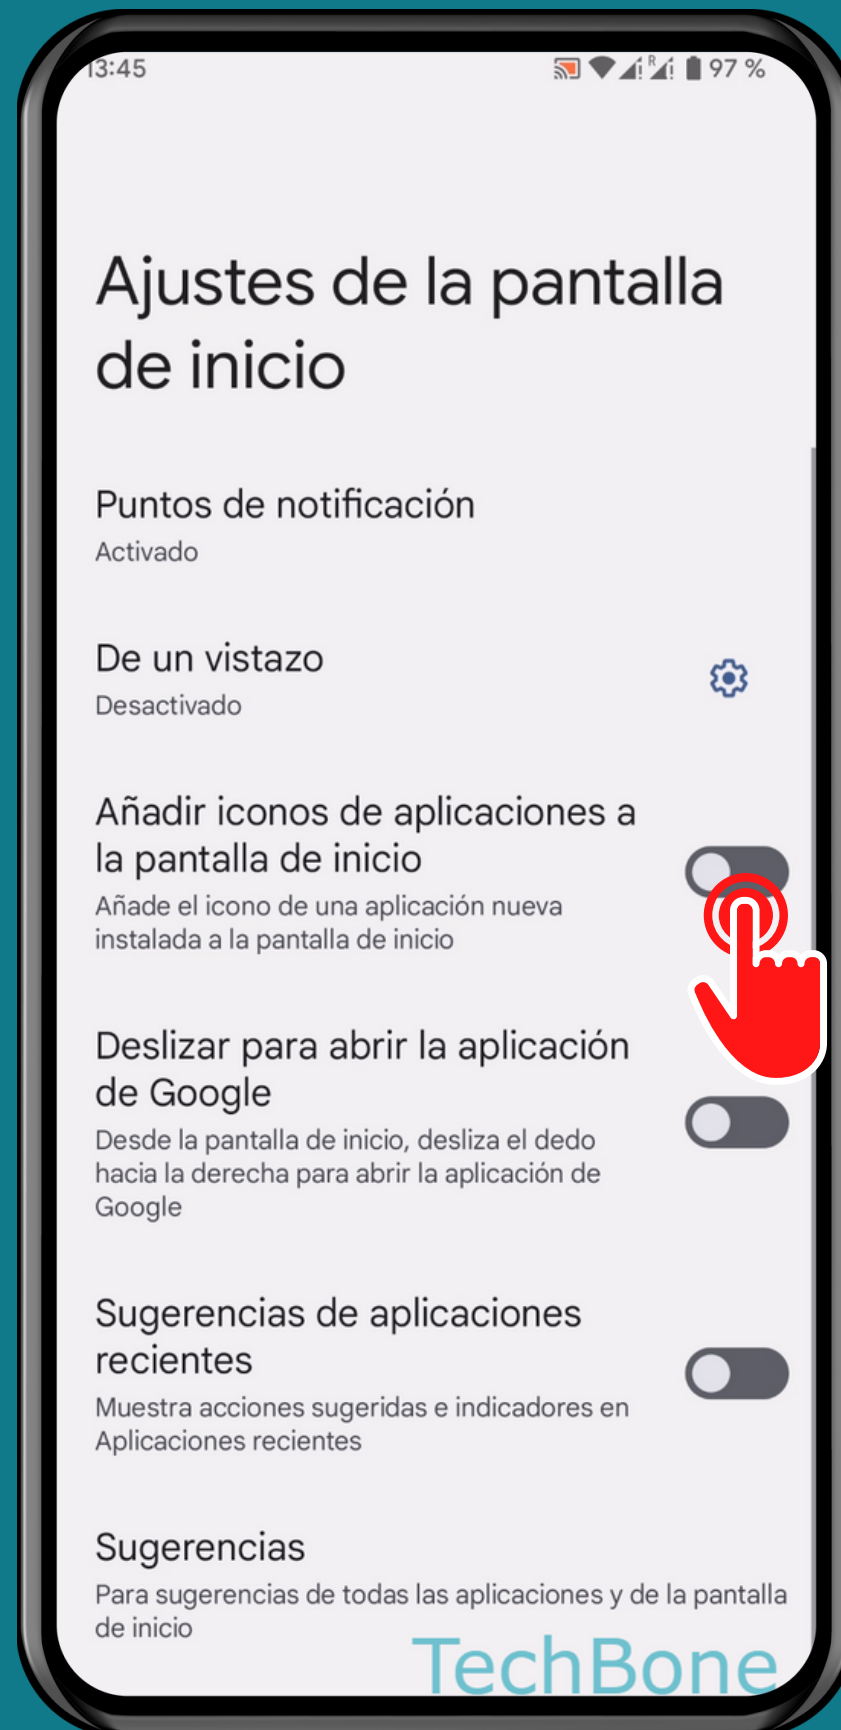 13:45
R
97 %
Ajustes de la pantalla
de inicio
Puntos de notificación
Activado
De un vistazo
Desactivado
Añadir iconos de aplicaciones a
la pantalla de inicio
Añade el icono de una aplicación nueva
instalada a la pantalla de inicio
Deslizar para abrir la aplicación
de Google
Desde la pantalla de inicio, desliza el dedo
hacia la derecha para abrir la aplicación de
Google
Sugerencias de aplicaciones
recientes
Muestra acciones sugeridas e indicadores en
Aplicaciones recientes
Sugerencias
Para sugerencias de todas las aplicaciones y de la pantalla
de inicio
TechBone